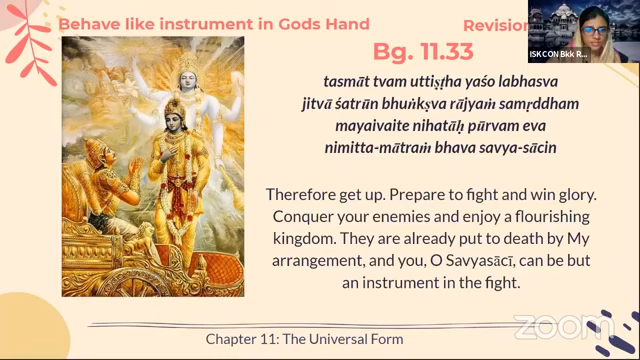 Behave like instrument in Gods Hand
Revision
Bg. 11.33
ISKCON Bkk R...
tasmāt tvam uttiṣṭha yaśo labhasva
jitvā śatrūn bhuṅkṣva rājyaṁ samṛddham
mayaivaite nihatāḥ pūrvam eva
nimitta-mātraṁ bhava savya-sācin
Therefore get up. Prepare to fight and win glory.
Conquer your enemies and enjoy a flourishing
kingdom. They are already put to death by My
arrangement, and you, O Savyasācī, can be but
an instrument in the fight.
Chapter 11: The Universal Form
zoom